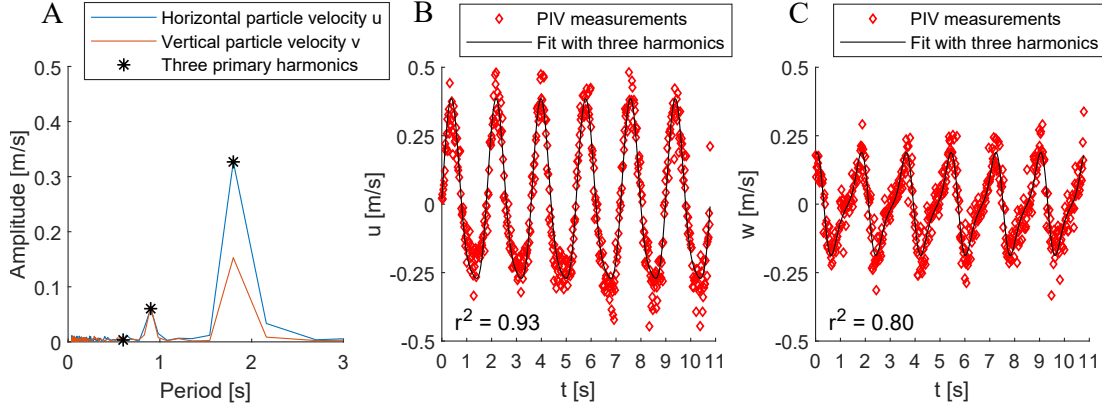 A
Horizontal particle velocity u
Vertical particle velocity v
Three primary harmonics
0.5
0.4
0.3
0.2
0.1
0
Amplitude [m/s]
0 1 2 3
Period [s]
B
PIV measurements
Fit with three harmonics
0.5
0.25
0
-0.25
-0.5
u [m/s]
r² = 0.93
0 1 2 3 4 5 6 7 8 9 10 11
t [s]
C
PIV measurements
Fit with three harmonics
0.5
0.25
0
-0.25
-0.5
w [m/s]
r² = 0.80
0 1 2 3 4 5 6 7 8 9 10 11
t [s]